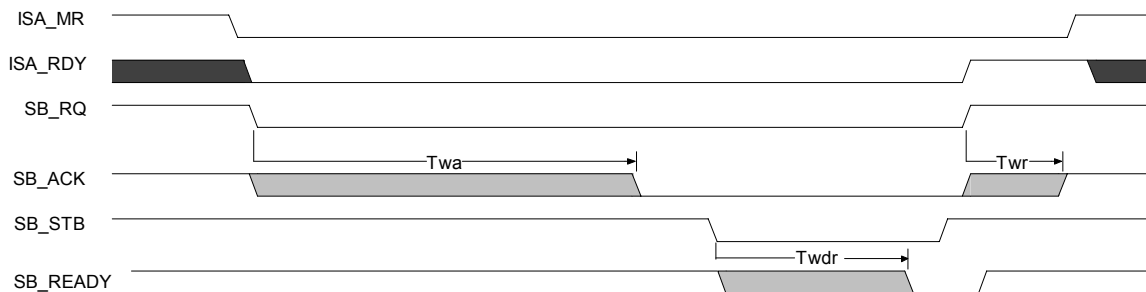 ISA_MR
ISA_RDY
SB_RQ
Twa
Twr
SB_ACK
SB_STB
Twdr
SB_READY